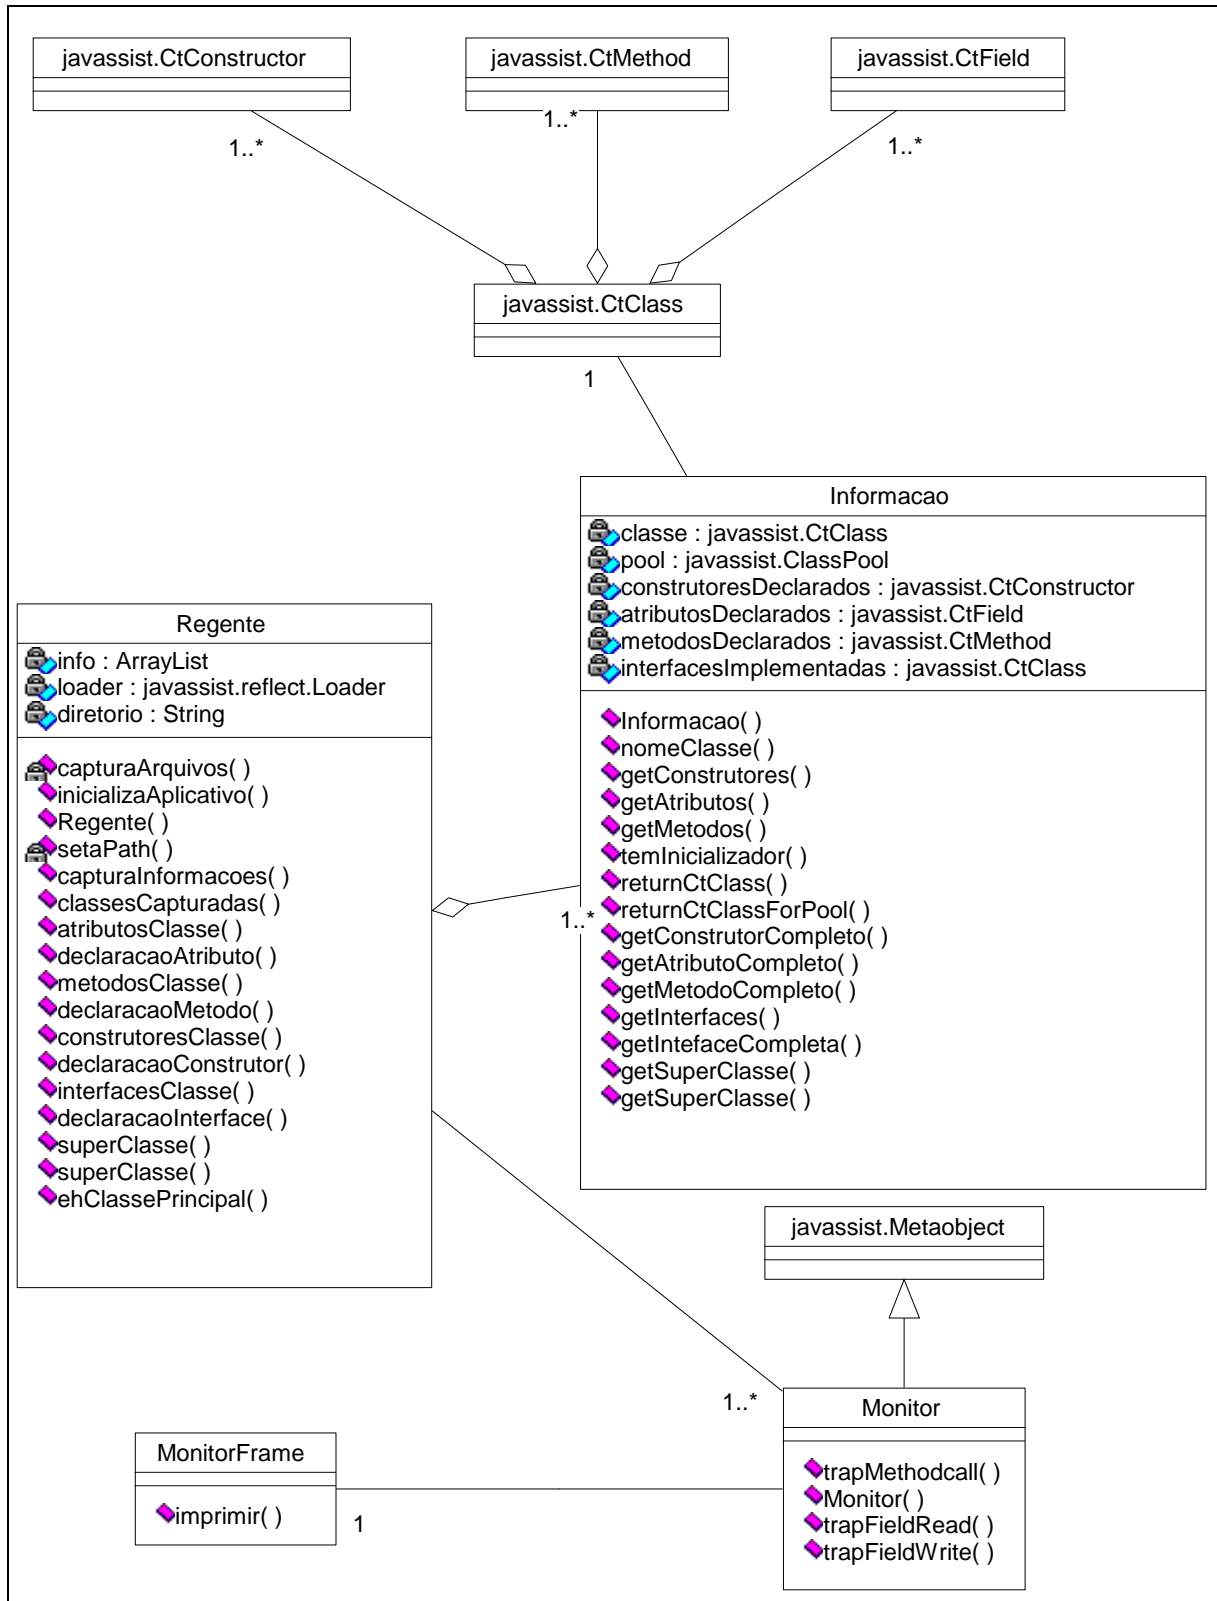 javassist.CtConstructor
javassist.CtMethod
javassist.CtField
1..*
1..*
1..*
javassist.CtClass
1
Informacao
classe : javassist.CtClass
pool : javassist.ClassPool
construtoresDeclarados : javassist.CtConstructor
atributosDeclarados : javassist.CtField
metodosDeclarados : javassist.CtMethod
interfacesImplementadas : javassist.CtClass
Informacao( )
nomeClasse( )
getConstrutores( )
getAtributos( )
getMetodos( )
temInicializador( )
returnCtClass( )
returnCtClassForPool( )
getConstrutorCompleto( )
getAtributoCompleto( )
getMetodoCompleto( )
getInterfaces( )
getIntefaceCompleta( )
getSuperClasse( )
getSuperClasse( )
Regente
info : ArrayList
loader : javassist.reflect.Loader
diretorio : String
capturaArquivos( )
inicializaAplicativo( )
Regente( )
setaPath( )
capturaInformacoes( )
classesCapturadas( )
atributosClasse( )
declaracaoAtributo( )
metodosClasse( )
declaracaoMetodo( )
construtoresClasse( )
declaracaoConstrutor( )
interfacesClasse( )
declaracaoInterface( )
superClasse( )
superClasse( )
ehClassePrincipal( )
1..*
javassist.Metaobject
1..*
Monitor
trapMethodcall( )
Monitor( )
trapFieldRead( )
trapFieldWrite( )
MonitorFrame
imprimir( )
1